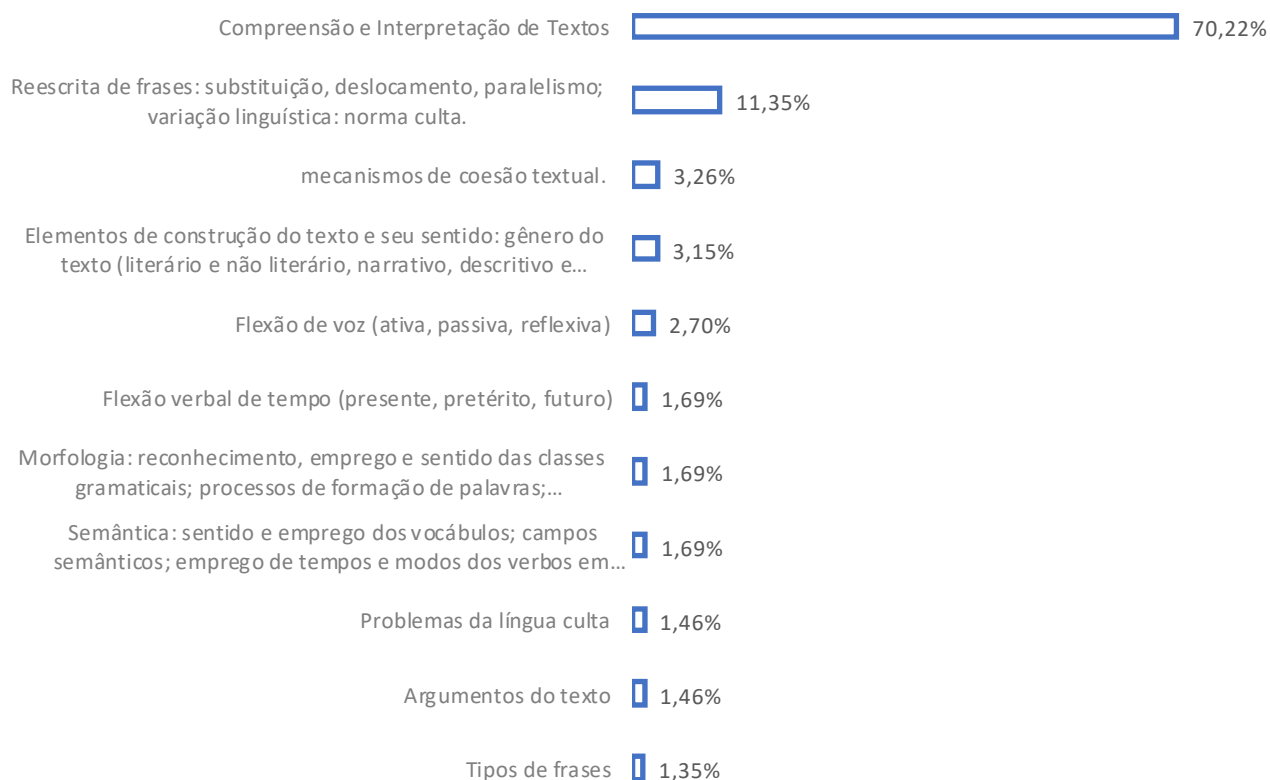 Compreensão e Interpretação de Textos 70,22%
Reescrita de frases: substituição, deslocamento, paralelismo;
variação linguística: norma culta. 11,35%
mecanismos de coesão textual. 3,26%
Elementos de construção do texto e seu sentido: gênero do
texto (literário e não literário, narrativo, descritivo e... 3,15%
Flexão de voz (ativa, passiva, reflexiva) 2,70%
Flexão verbal de tempo (presente, pretérito, futuro) 1,69%
Morfologia: reconhecimento, emprego e sentido das classes
gramaticais; processos de formação de palavras;... 1,69%
Semântica: sentido e emprego dos vocábulos; campos
semânticos; emprego de tempos e modos dos verbos em... 1,69%
Problemas da língua culta 1,46%
Argumentos do texto 1,46%
Tipos de frases 1,35%